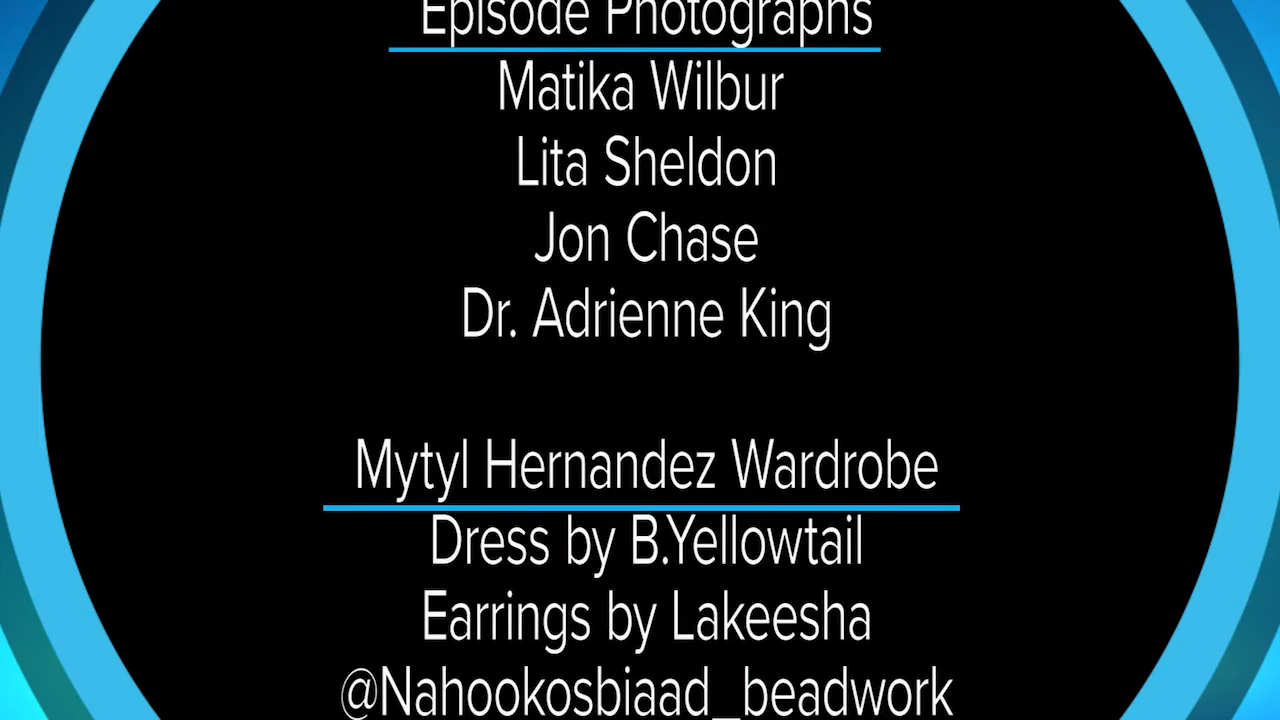 Episode Photographs
Matika Wilbur
Lita Sheldon
Jon Chase
Dr. Adrienne King
Mytyl Hernandez Wardrobe
Dress by B.Yellowtail
Earrings by Lakeesha
@Nahookosbiaad_beadwork